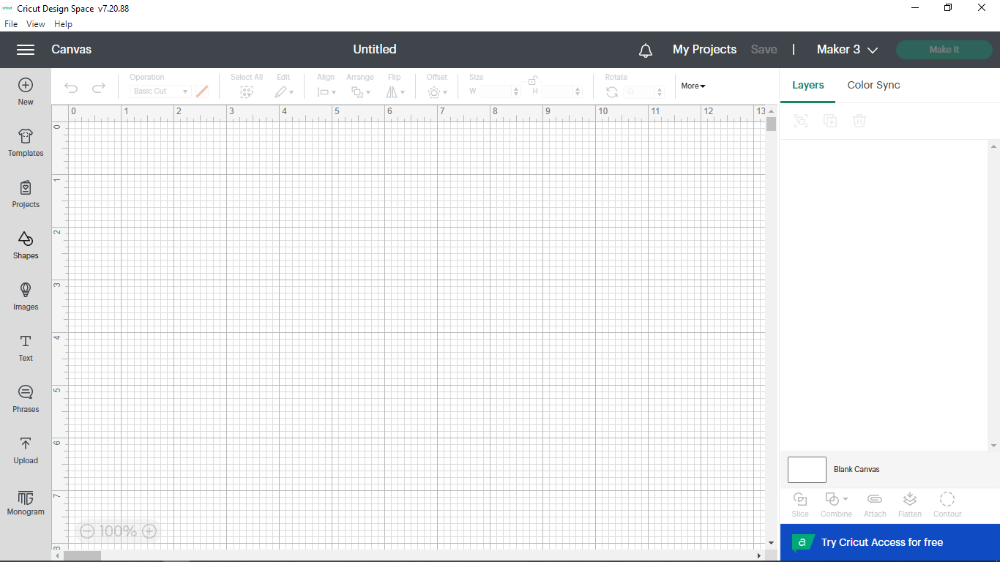 cricut Cricut Design Space v7.20.88
File View Help
Canvas Untitled My Projects Save | Maker 3 Make It
New
Templates
Projects
Shapes
Images
Text
Phrases
Upload
Monogram
Operation Select All Edit Align Arrange Flip Offset Size Rotate
Basic Cut W H 0 More
0 1 2 3 4 5 6 7 8 9 10 11 12 13
0
1
2
3
4
5
6
7
8
100%
Layers Color Sync
Blank Canvas
Slice Combine Attach Flatten Contour
a Try Cricut Access for free